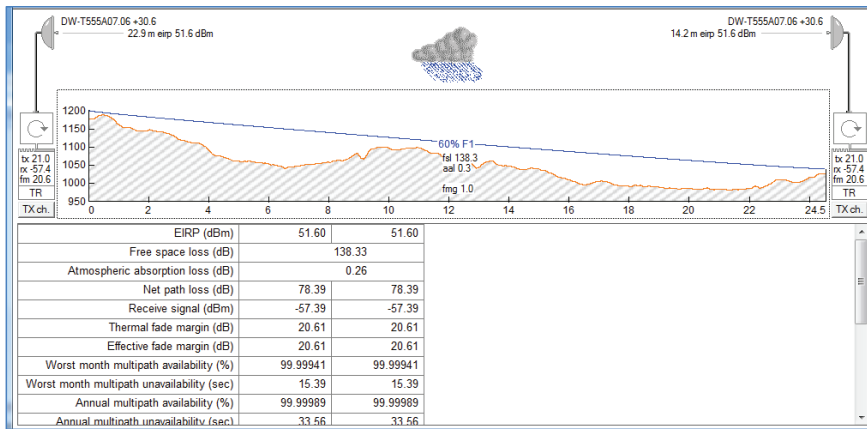 DW-T555A07.06 +30.6
22.9 m eirp 51.6 dBm
DW-T555A07.06 +30.6
14.2 m eirp 51.6 dBm
tx 21.0
rx -57.4
fm 20.6
TR
TX ch.
1200
1150
1100
1050
1000
950
60% F1
fsl 138.3
aal 0.3
fmg 1.0
0 2 4 6 8 10 12 14 16 18 20 22 24.5
tx 21.0
rx -57.4
fm 20.6
TR
TX ch.
EIRP (dBm) 51.60 51.60
Free space loss (dB) 138.33
Atmospheric absorption loss (dB) 0.26
Net path loss (dB) 78.39 78.39
Receive signal (dBm) -57.39 -57.39
Thermal fade margin (dB) 20.61 20.61
Effective fade margin (dB) 20.61 20.61
Worst month multipath availability (%) 99.99941 99.99941
Worst month multipath unavailability (sec) 15.39 15.39
Annual multipath availability (%) 99.99989 99.99989
Annual multipath unavailability (sec) 33.56 33.56